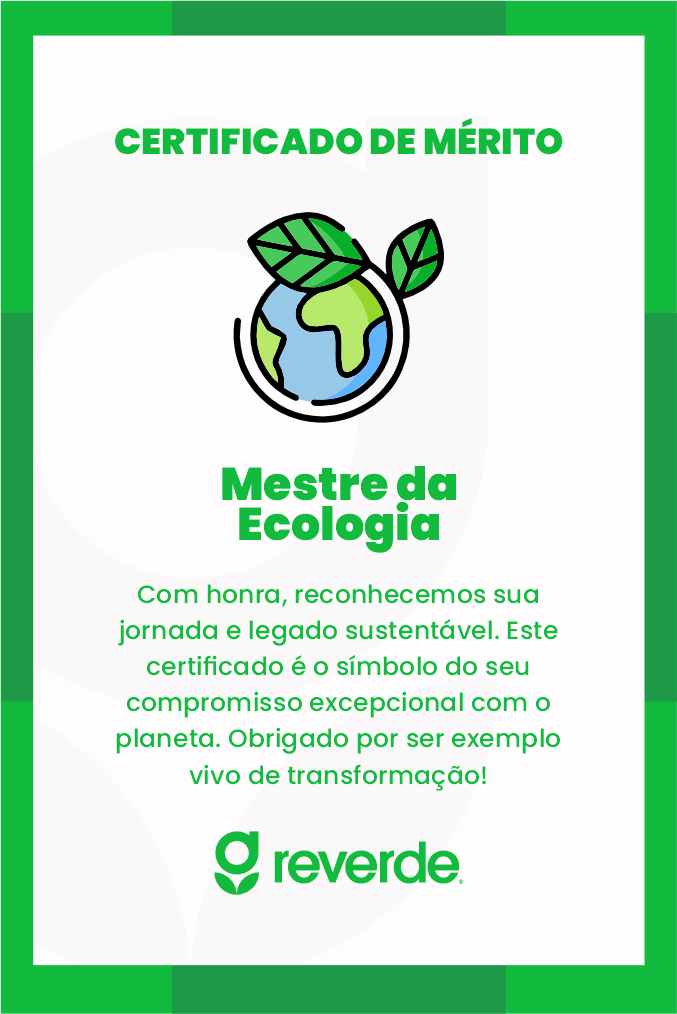 CERTIFICADO DE MÉRITO
Mestre da
Ecologia
Com honra, reconhecemos sua
jornada e legado sustentável. Este
certificado é o símbolo do seu
compromisso excepcional com o
planeta. Obrigado por ser exemplo
vivo de transformação!
reverde®